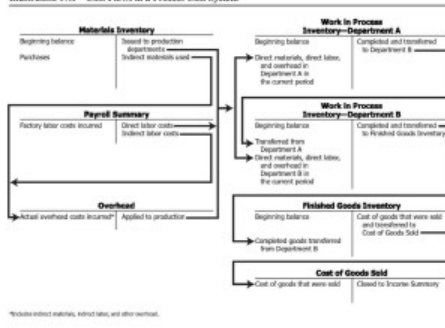 Materials Inventory
Beginning balance
Purchases
Issued to production
departments
Indirect materials used
Payroll Summary
Factory labor costs incurred
Direct labor costs
Indirect labor costs
Overhead
Actual overhead costs incurred*
Applied to production
Work in Process
Inventory—Department A
Beginning balance
Direct materials, direct labor,
and overhead in
Department A in
the current period
Completed and transferred
to Department B
Work in Process
Inventory—Department B
Beginning balance
Transferred from
Department A
Direct materials, direct labor,
and overhead in
Department B in
the current period
Completed and transferred
to Finished Goods Inventory
Finished Goods Inventory
Beginning balance
Completed goods transferred
from Department B
Cost of goods that were sold
and transferred to
Cost of Goods Sold
Cost of Goods Sold
Cost of goods that were sold
Closed to Income Summary
*Includes indirect materials, indirect labor, and other overhead.